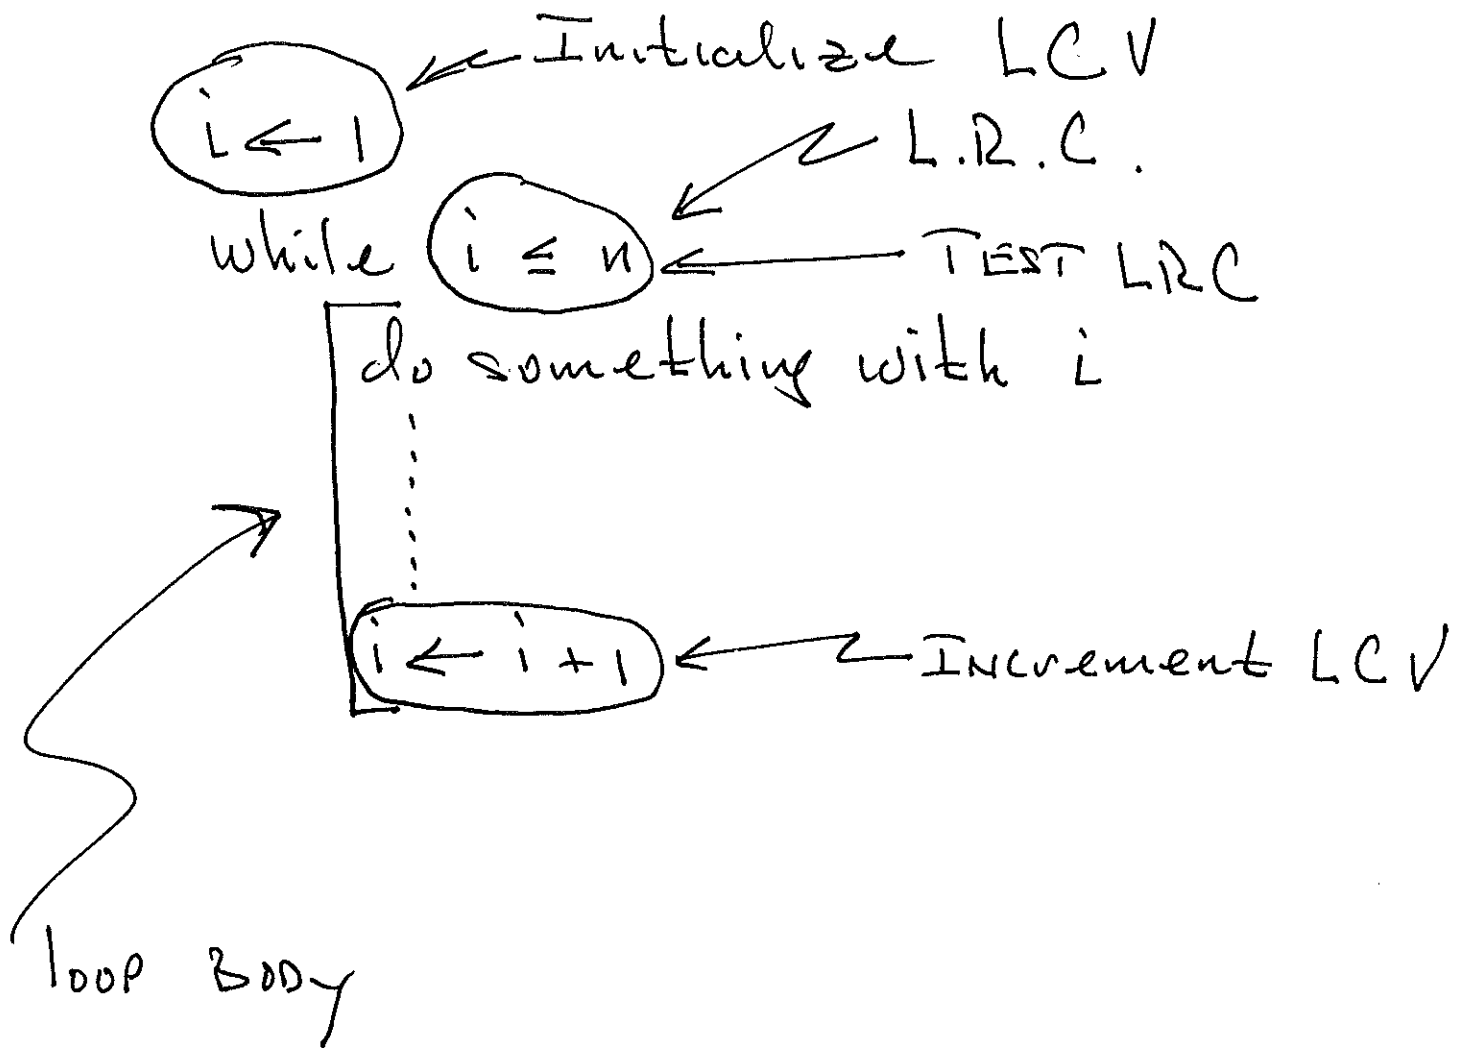 Initialize LCV
i ← 1
L.R.C.
while i ≤ n
TEST LRC
do something with i
i ← i + 1
Increment LCV
loop BODY